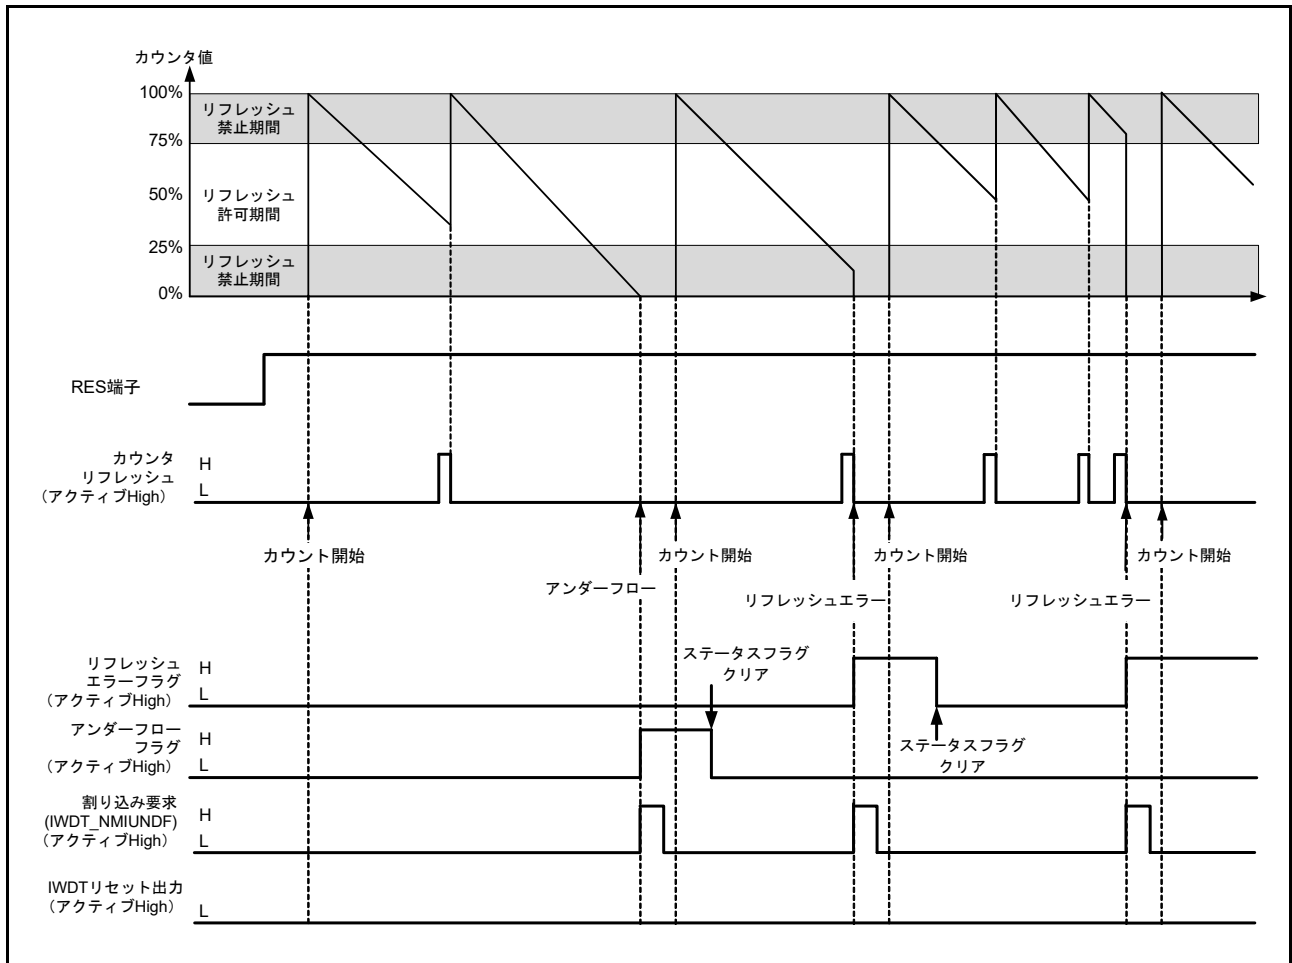 カウンタ値
100%
リフレッシュ
禁止期間
75%
50%
リフレッシュ
許可期間
25%
リフレッシュ
禁止期間
0%
RES端子
カウンタ
リフレッシュ
（アクティブHigh）
H
L
カウント開始
カウント開始
カウント開始
カウント開始
アンダーフロー
リフレッシュエラー
リフレッシュエラー
リフレッシュ
エラーフラグ
（アクティブHigh）
H
L
ステータスフラグ
クリア
アンダーフロー
フラグ
（アクティブHigh）
H
L
ステータスフラグ
クリア
割り込み要求
(IWDT_NMIUNDF)
（アクティブHigh）
H
L
IWDTリセット出力
（アクティブHigh）
L